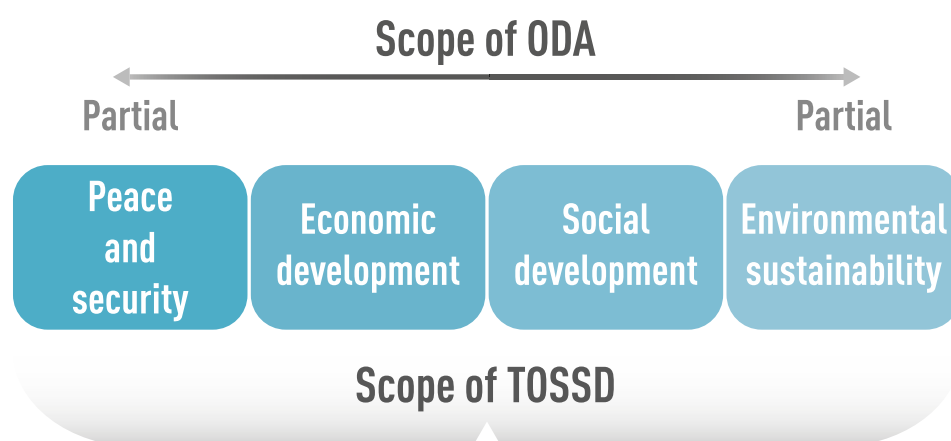 Scope of ODA
Partial
Partial
Peace
and
security
Economic
development
Social
development
Environmental
sustainability
Scope of TOSSD